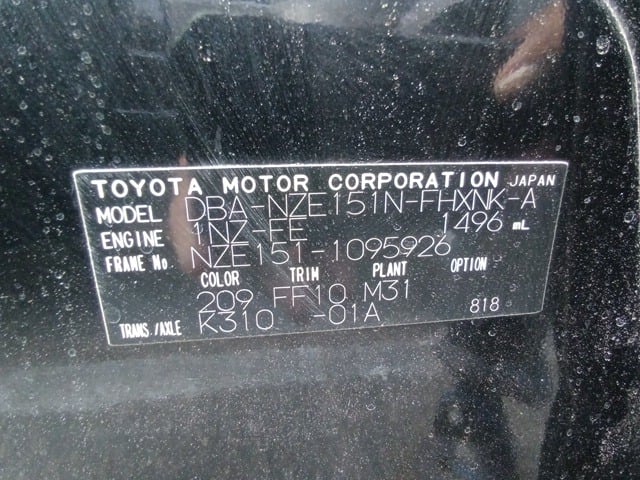 TOYOTA MOTOR CORPORATION JAPAN
MODEL DBA-NZE151N-FHXNK-A
ENGINE 1NZ-FE 1496 mL
FRAME No. NZE151-1095926
COLOR TRIM PLANT OPTION
209 FF10 M31
TRANS./AXLE K310 -01A 818